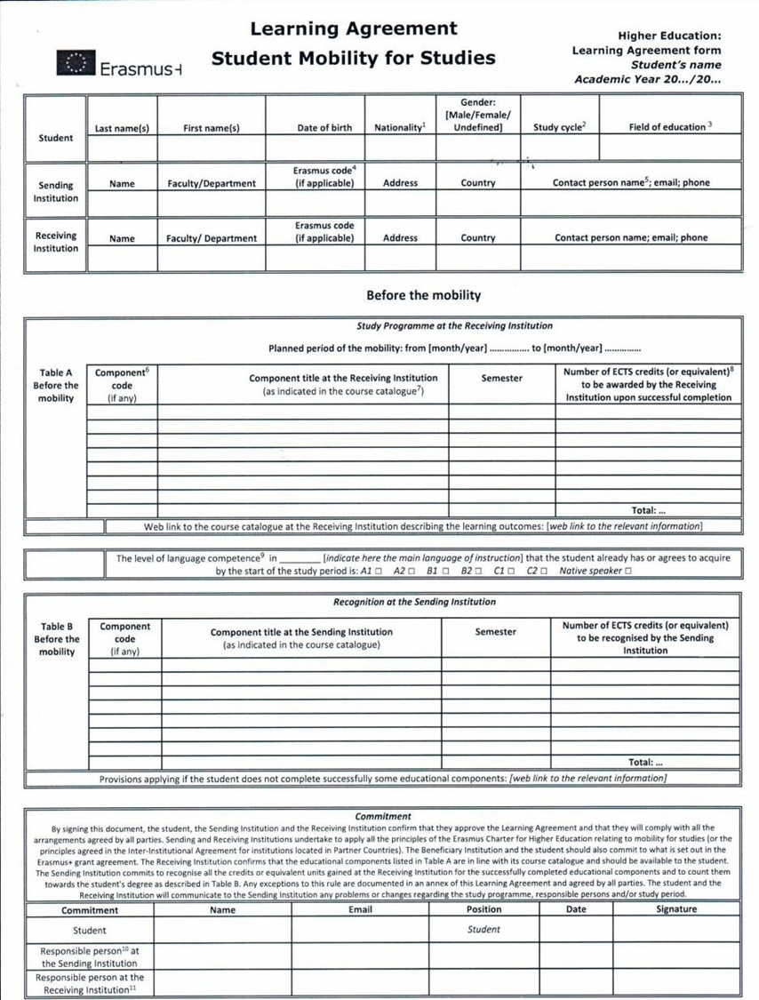 Learning Agreement
Student Mobility for Studies
Erasmus+
Higher Education:
Learning Agreement form
Student's name
Academic Year 20.../20...
Student
Last name(s)
First name(s)
Date of birth
Nationality1
Gender:
[Male/Female/
Undefined]
Study cycle2
Field of education 3
Sending
Institution
Name
Faculty/Department
Erasmus code4
(if applicable)
Address
Country
Contact person name5; email; phone
Receiving
Institution
Name
Faculty/ Department
Erasmus code
(if applicable)
Address
Country
Contact person name; email; phone
Before the mobility
Study Programme at the Receiving Institution
Planned period of the mobility: from [month/year] ................ to [month/year] ...............
Table A
Before the
mobility
Component6
code
(if any)
Component title at the Receiving Institution
(as indicated in the course catalogue7)
Semester
Number of ECTS credits (or equivalent)8
to be awarded by the Receiving
Institution upon successful completion
Total: ...
Web link to the course catalogue at the Receiving Institution describing the learning outcomes: [web link to the relevant information]
The level of language competence9 in ________ [indicate here the main language of instruction] that the student already has or agrees to acquire
by the start of the study period is: A1 ☐ A2 ☐ B1 ☐ B2 ☐ C1 ☐ C2 ☐ Native speaker ☐
Recognition at the Sending Institution
Table B
Before the
mobility
Component
code
(if any)
Component title at the Sending Institution
(as indicated in the course catalogue)
Semester
Number of ECTS credits (or equivalent)
to be recognised by the Sending
Institution
Total: ...
Provisions applying if the student does not complete successfully some educational components: [web link to the relevant information]
Commitment
By signing this document, the student, the Sending Institution and the Receiving Institution confirm that they approve the Learning Agreement and that they will comply with all the
arrangements agreed by all parties. Sending and Receiving Institutions undertake to apply all the principles of the Erasmus Charter for Higher Education relating to mobility for studies (or the
principles agreed in the Inter-Institutional Agreement for institutions located in Partner Countries). The Beneficiary Institution and the student should also commit to what is set out in the
Erasmus+ grant agreement. The Receiving Institution confirms that the educational components listed in Table A are in line with its course catalogue and should be available to the student.
The Sending Institution commits to recognise all the credits or equivalent units gained at the Receiving Institution for the successfully completed educational components and to count them
towards the student's degree as described in Table B. Any exceptions to this rule are documented in an annex of this Learning Agreement and agreed by all parties. The student and the
Receiving Institution will communicate to the Sending Institution any problems or changes regarding the study programme, responsible persons and/or study period.
Commitment
Name
Email
Position
Date
Signature
Student
Student
Responsible person10 at
the Sending Institution
Responsible person at the
Receiving Institution11